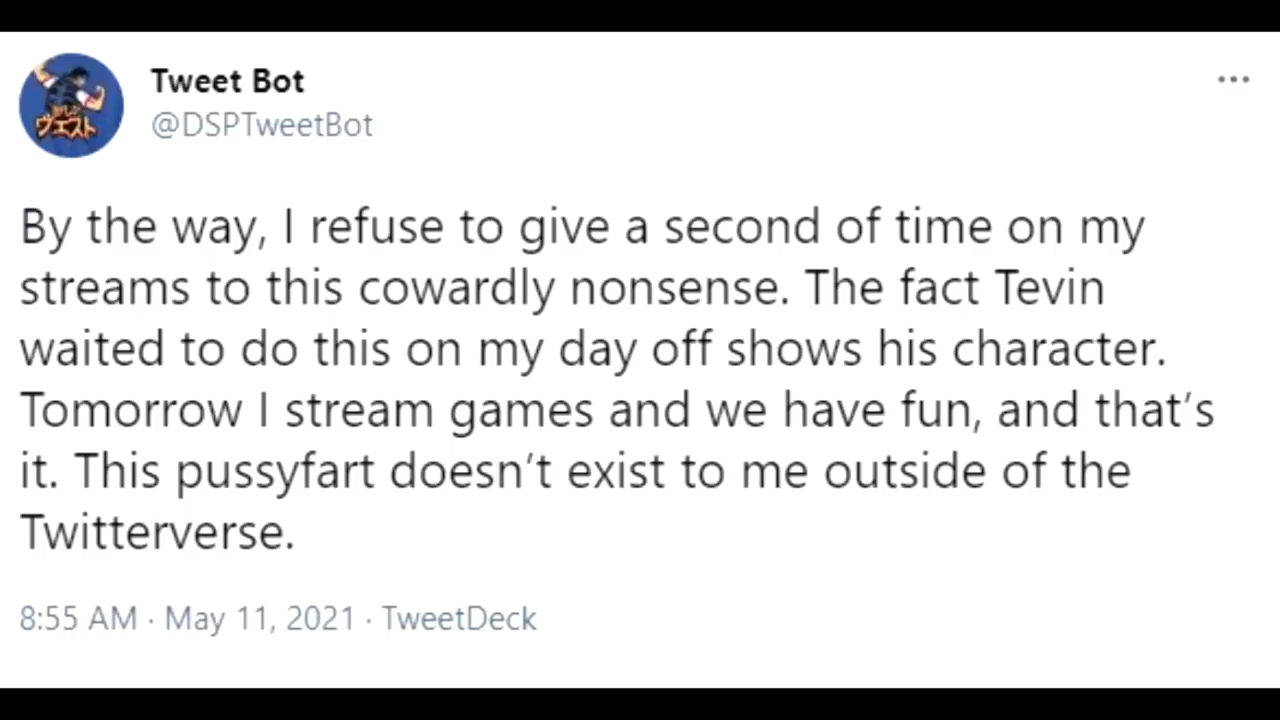 Tweet Bot
@DSPTweetBot
By the way, I refuse to give a second of time on my
streams to this cowardly nonsense. The fact Tevin
waited to do this on my day off shows his character.
Tomorrow I stream games and we have fun, and that’s
it. This pussyfart doesn’t exist to me outside of the
Twitterverse.
8:55 AM · May 11, 2021 · TweetDeck